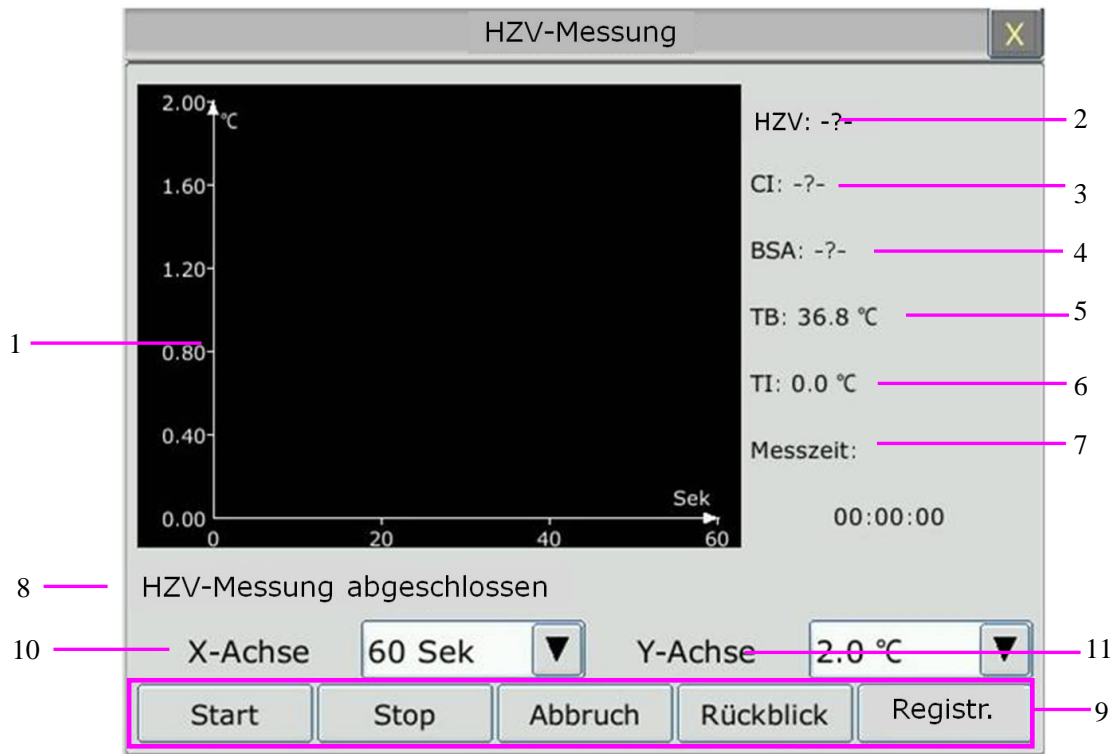 HZV-Messung X
2.00 ℃
1.60
1.20
0.80
0.40
0.00
0 20 40 60
Sek
HZV: -?- 2
CI: -?- 3
BSA: -?- 4
TB: 36.8 ℃ 5
TI: 0.0 ℃ 6
Messzeit: 7
00:00:00
1
8 HZV-Messung abgeschlossen
10 X-Achse 60 Sek Y-Achse 2.0 ℃ 11
Start Stop Abbruch Rückblick Registr. 9